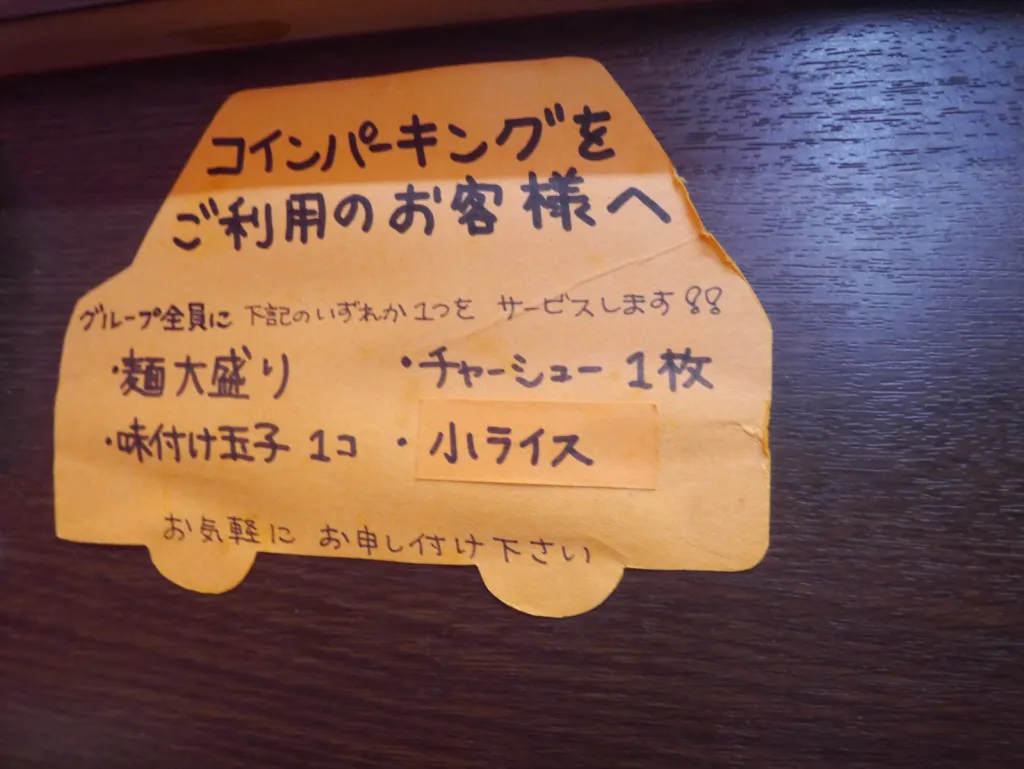 コインパーキングを
ご利用のお客様へ
グループ全員に 下記のいずれか1つを サービスします!!
・麺大盛り ・チャーシュー 1枚
・味付け玉子 1コ ・小ライス
お気軽に お申し付け下さい